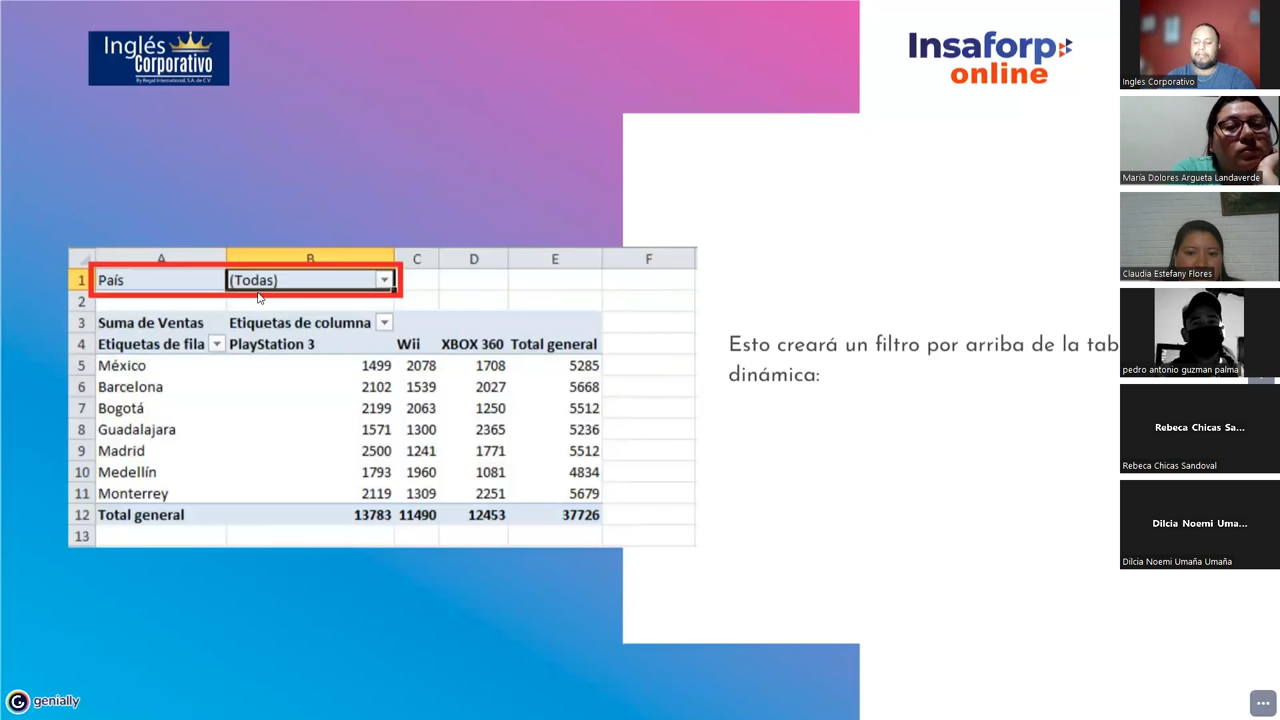 Inglés
Corporativo
By Regal International, S.A. de C.V.
Insaforp
online
A B C D E F
1 País (Todas)
2
3 Suma de Ventas Etiquetas de columna
4 Etiquetas de fila PlayStation 3 Wii XBOX 360 Total general
5 México 1499 2078 1708 5285
6 Barcelona 2102 1539 2027 5668
7 Bogotá 2199 2063 1250 5512
8 Guadalajara 1571 1300 2365 5236
9 Madrid 2500 1241 1771 5512
10 Medellín 1793 1960 1081 4834
11 Monterrey 2119 1309 2251 5679
12 Total general 13783 11490 12453 37726
13
Esto creará un filtro por arriba de la tab
dinámica:
genially
Ingles Corporativo
María Dolores Argueta Landaverde
Claudia Estefany Flores
pedro antonio guzman palma
Rebeca Chicas Sa...
Rebeca Chicas Sandoval
Dilcia Noemi Uma...
Dilcia Noemi Umaña Umaña